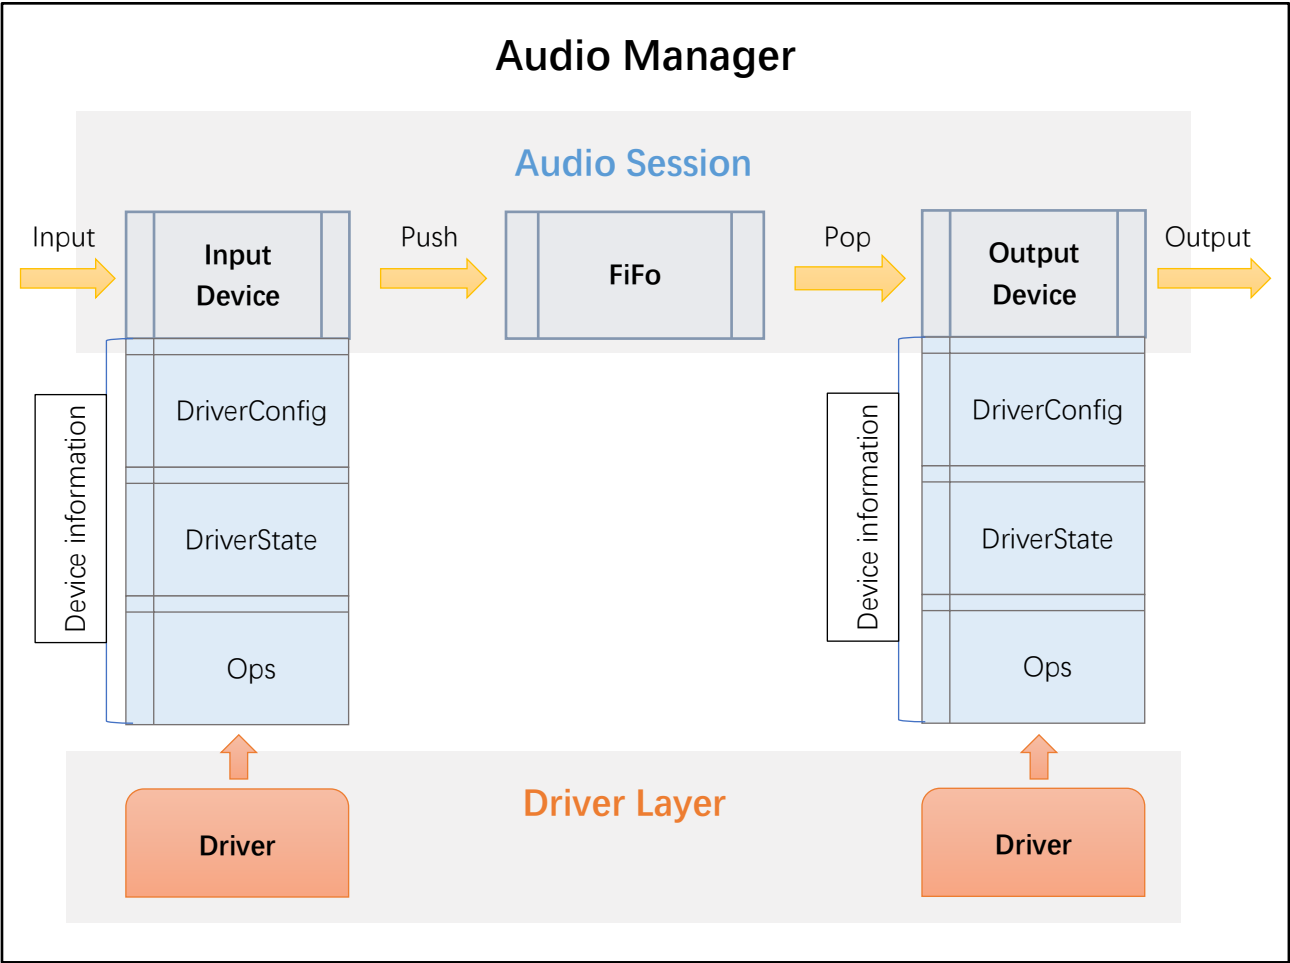 Audio Manager
Audio Session
Input
Input
Device
Push
FiFo
Pop
Output
Device
Output
Device information
DriverConfig
DriverState
Ops
Device information
DriverConfig
DriverState
Ops
Driver Layer
Driver
Driver